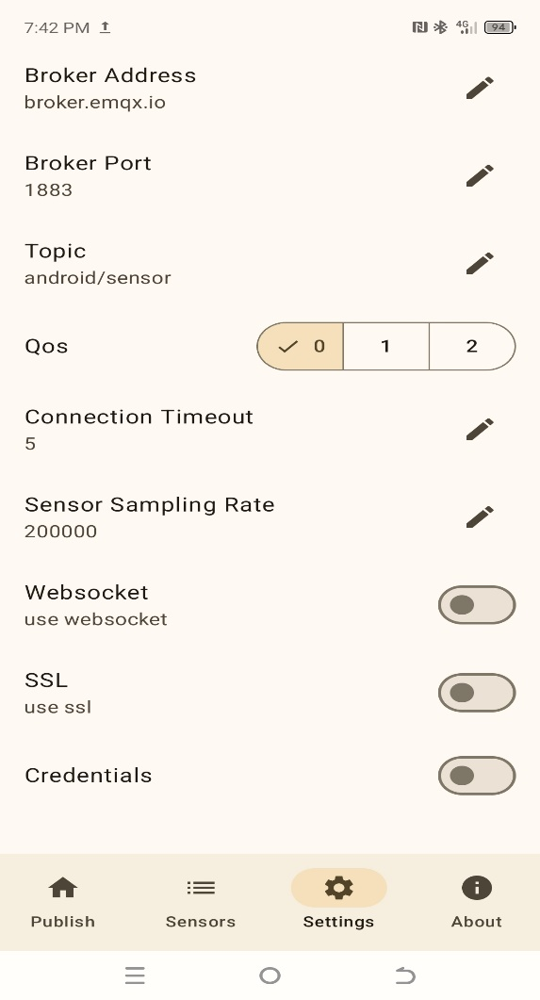 7:42 PM 4G 94
Broker Address
broker.emqx.io
Broker Port
1883
Topic
android/sensor
Qos 0 1 2
Connection Timeout
5
Sensor Sampling Rate
200000
Websocket
use websocket
SSL
use ssl
Credentials
Publish Sensors Settings About